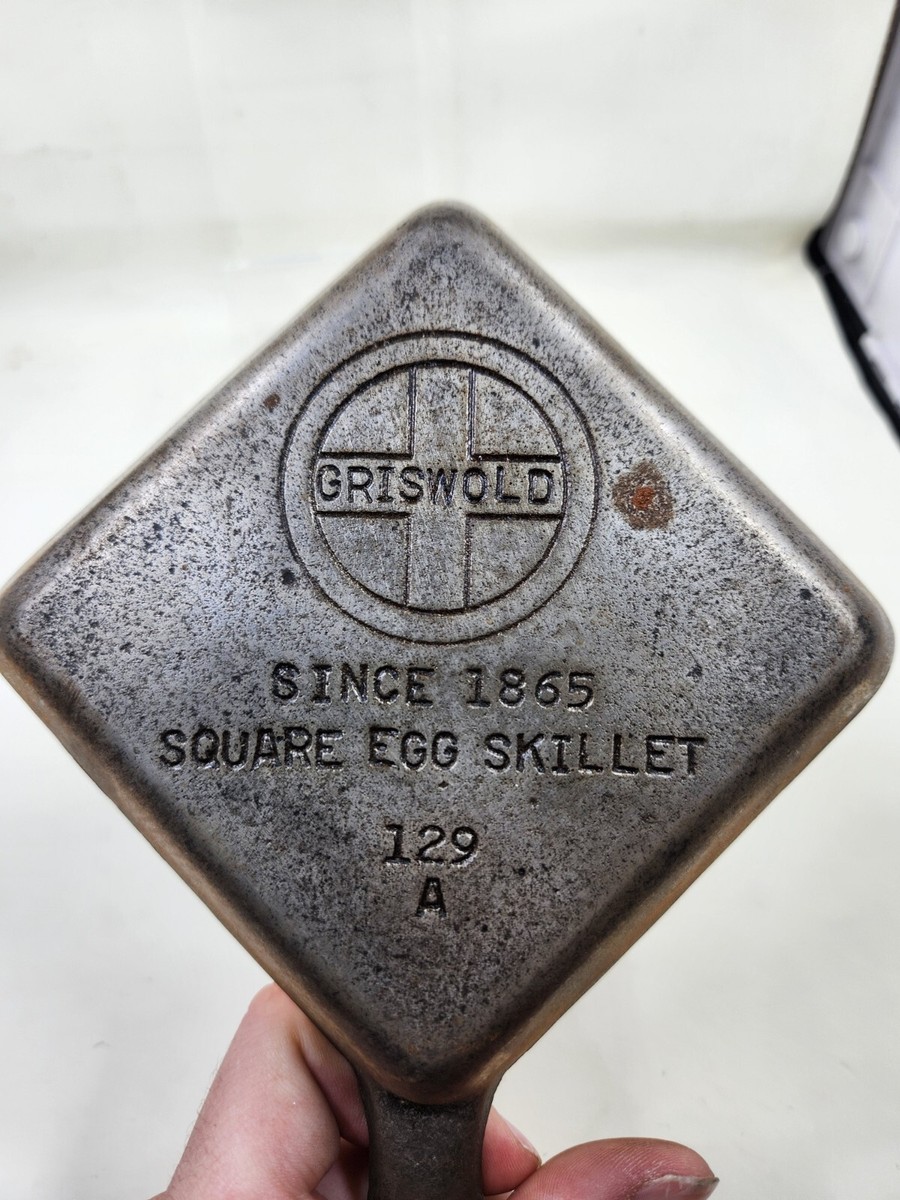 GRISWOLD
SINCE 1865
SQUARE EGG SKILLET
129
A